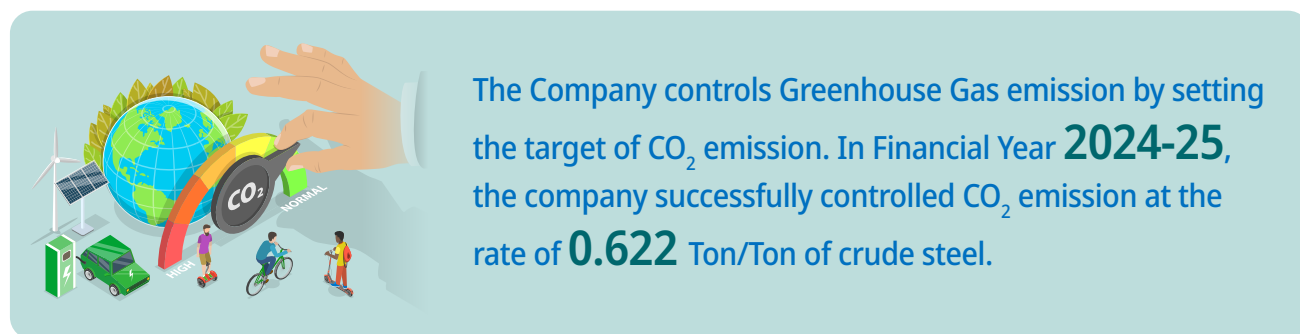 The Company controls Greenhouse Gas emission by setting
the target of CO₂ emission. In Financial Year 2024-25,
the company successfully controlled CO₂ emission at the
rate of 0.622 Ton/Ton of crude steel.
CO₂
NORMAL
HIGH